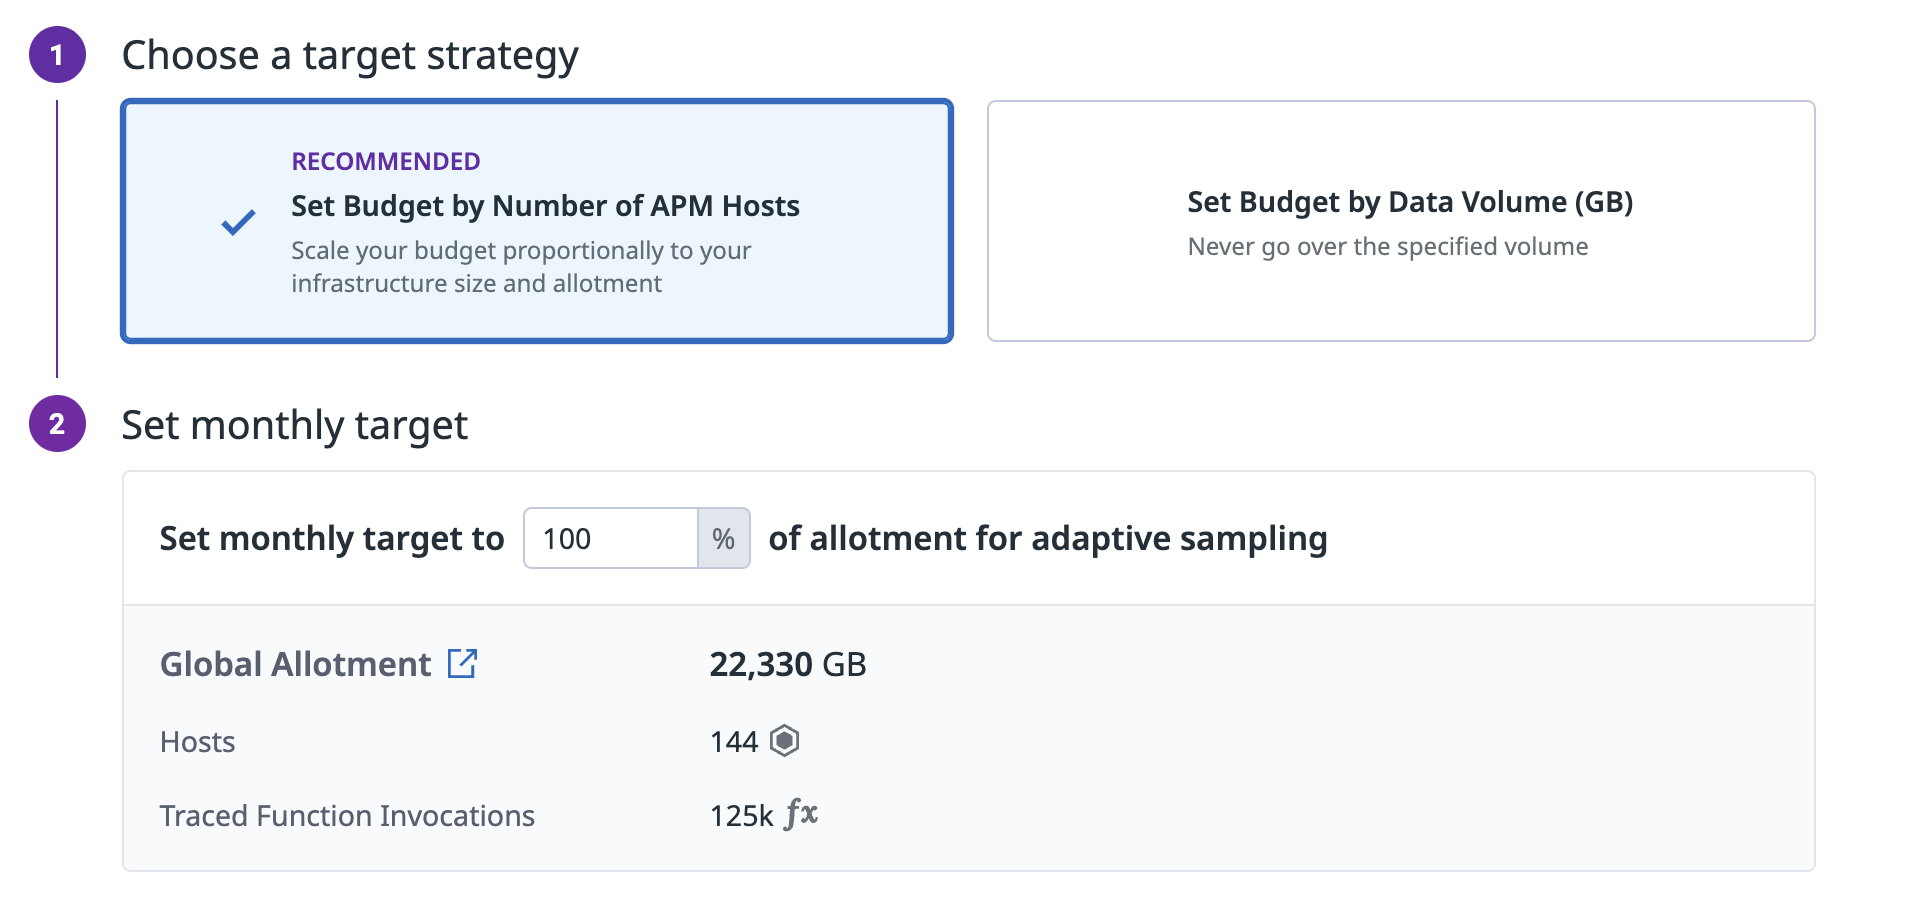 1
Choose a target strategy
RECOMMENDED
Set Budget by Number of APM Hosts
Scale your budget proportionally to your
infrastructure size and allotment
Set Budget by Data Volume (GB)
Never go over the specified volume
2
Set monthly target
Set monthly target to 100 % of allotment for adaptive sampling
Global Allotment 22,330 GB
Hosts 144
Traced Function Invocations 125k fx